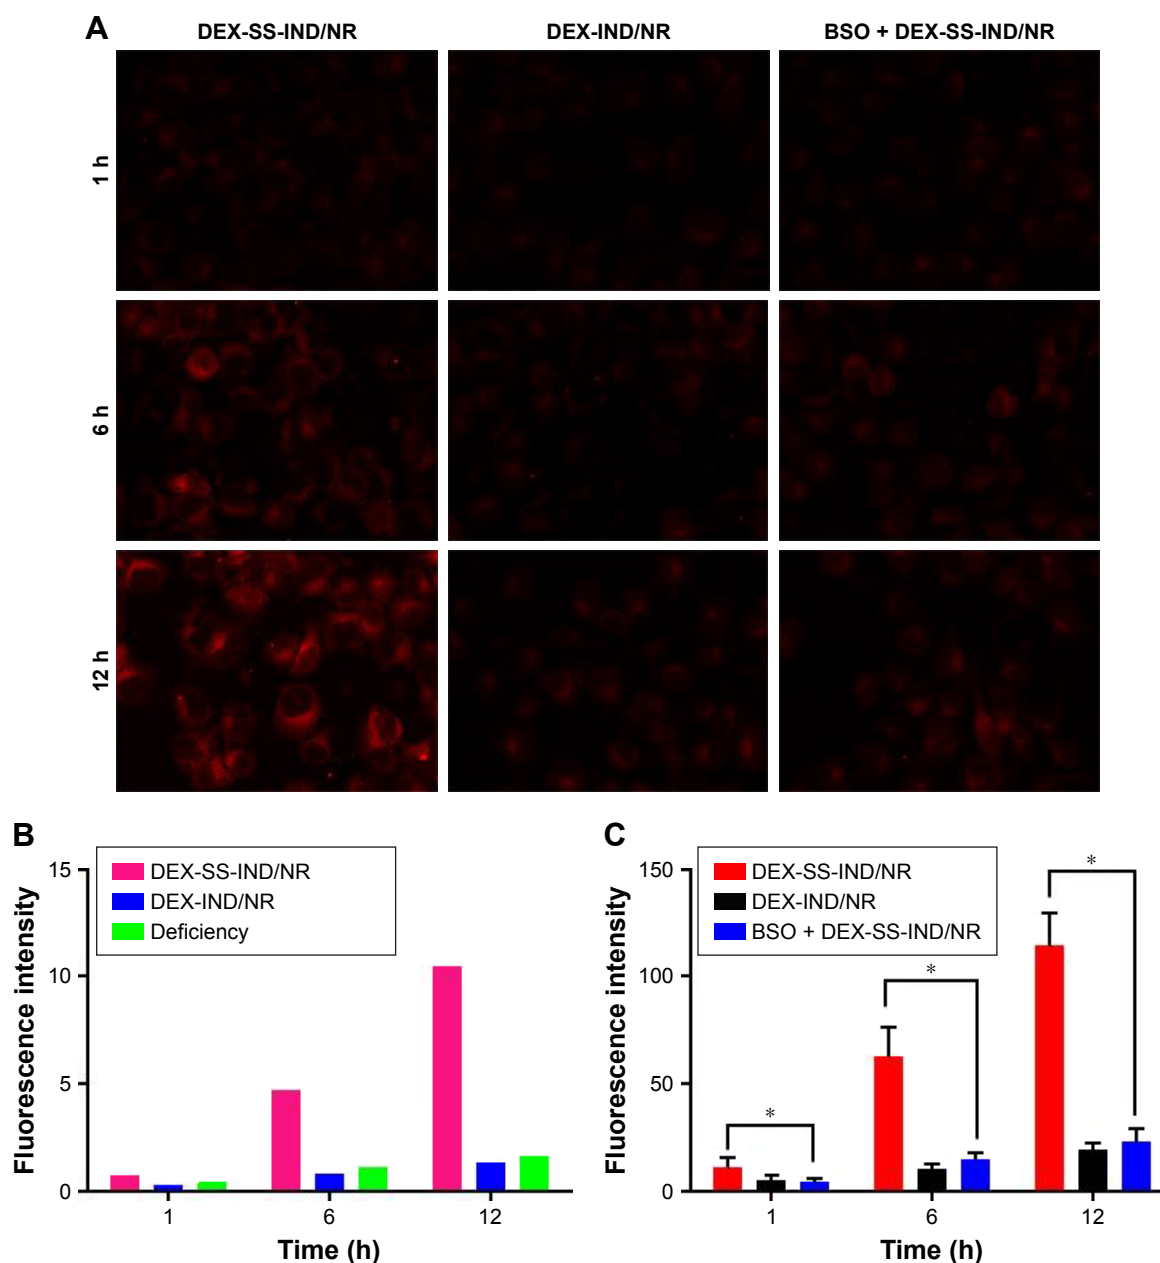 A
DEX-SS-IND/NR
DEX-IND/NR
BSO + DEX-SS-IND/NR
1 h
6 h
12 h
B
DEX-SS-IND/NR
DEX-IND/NR
Deficiency
15
10
5
0
Fluorescence intensity
1
6
12
Time (h)
C
DEX-SS-IND/NR
DEX-IND/NR
BSO + DEX-SS-IND/NR
150
100
50
0
Fluorescence intensity
*
*
*
1
6
12
Time (h)